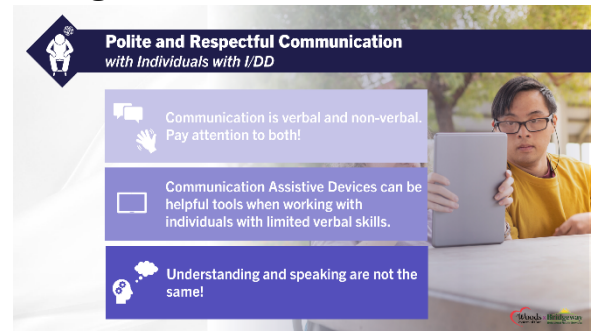 Polite and Respectful Communication
with Individuals with I/DD
Communication is verbal and non-verbal.
Pay attention to both!
Communication Assistive Devices can be
helpful tools when working with
individuals with limited verbal skills.
Understanding and speaking are not the
same!
Woods Bridgeway